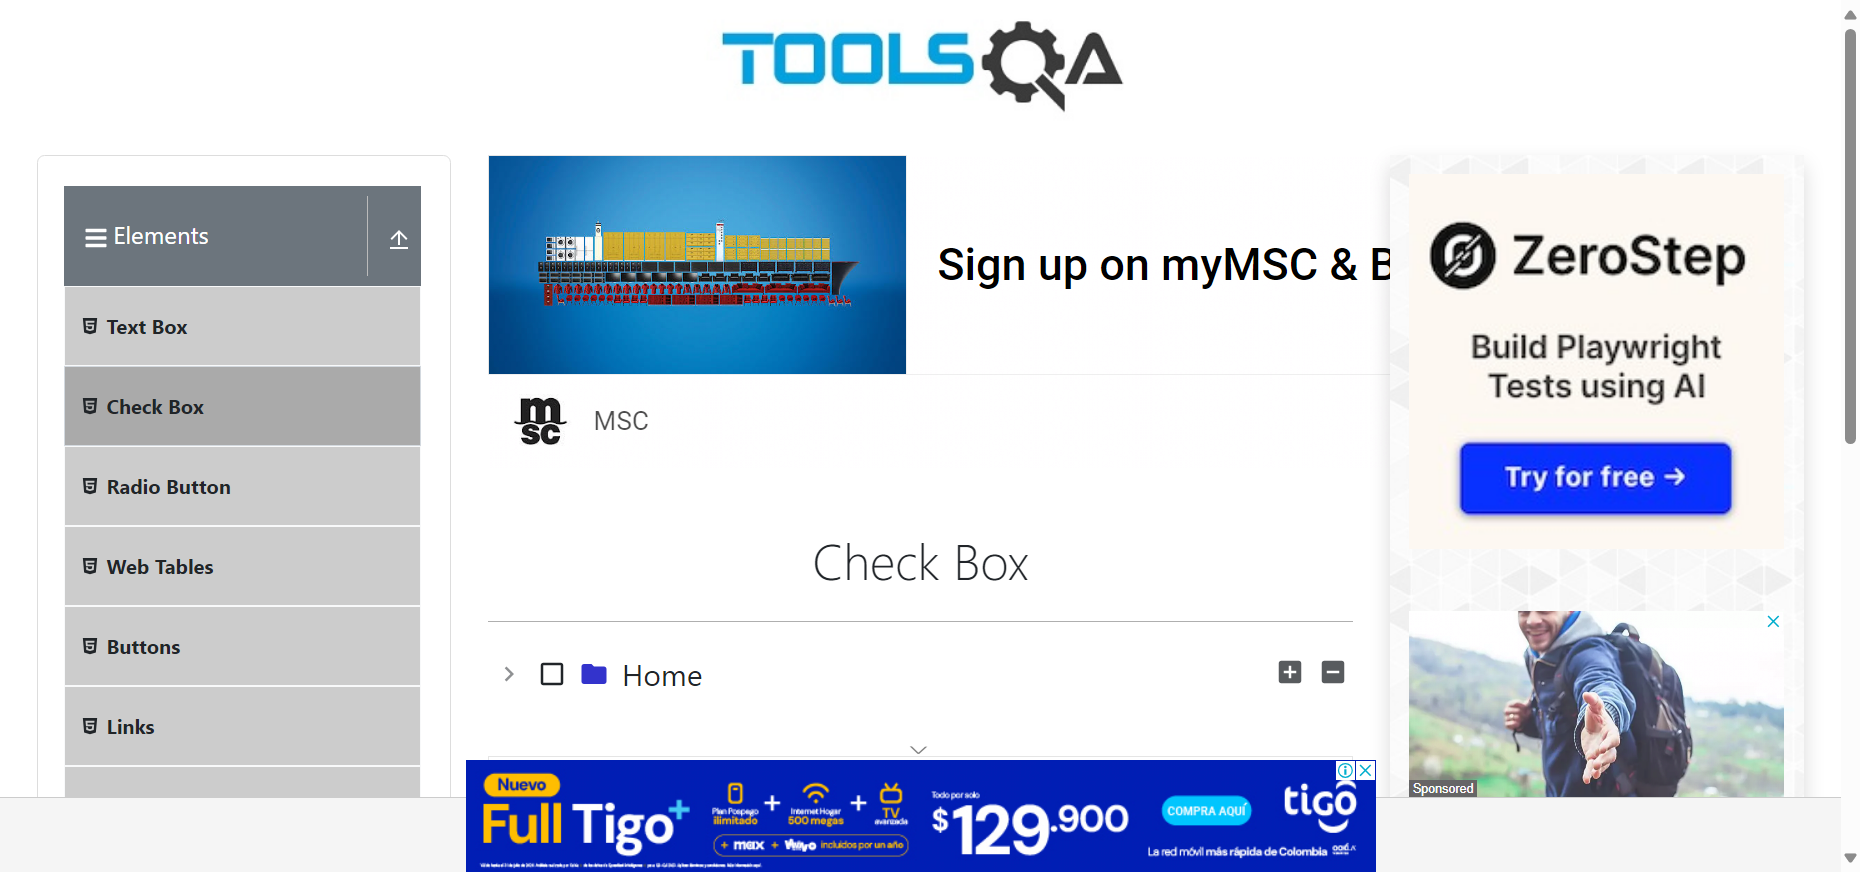 TOOLSQA
Elements
Text Box
Check Box
Radio Button
Web Tables
Buttons
Links
Sign up on myMSC & B
msc
MSC
Check Box
Home
ZeroStep
Build Playwright
Tests using AI
Try for free →
Sponsored
Nuevo
Full Tigo+
Plan Pospago
ilimitado
+
Internet Hogar
500 megas
+
TV
avanzada
+ max + Vivivo incluidos por un año
Todo por solo
$129.900
COMPRA AQUÍ
tigo
La red móvil más rápida de Colombia